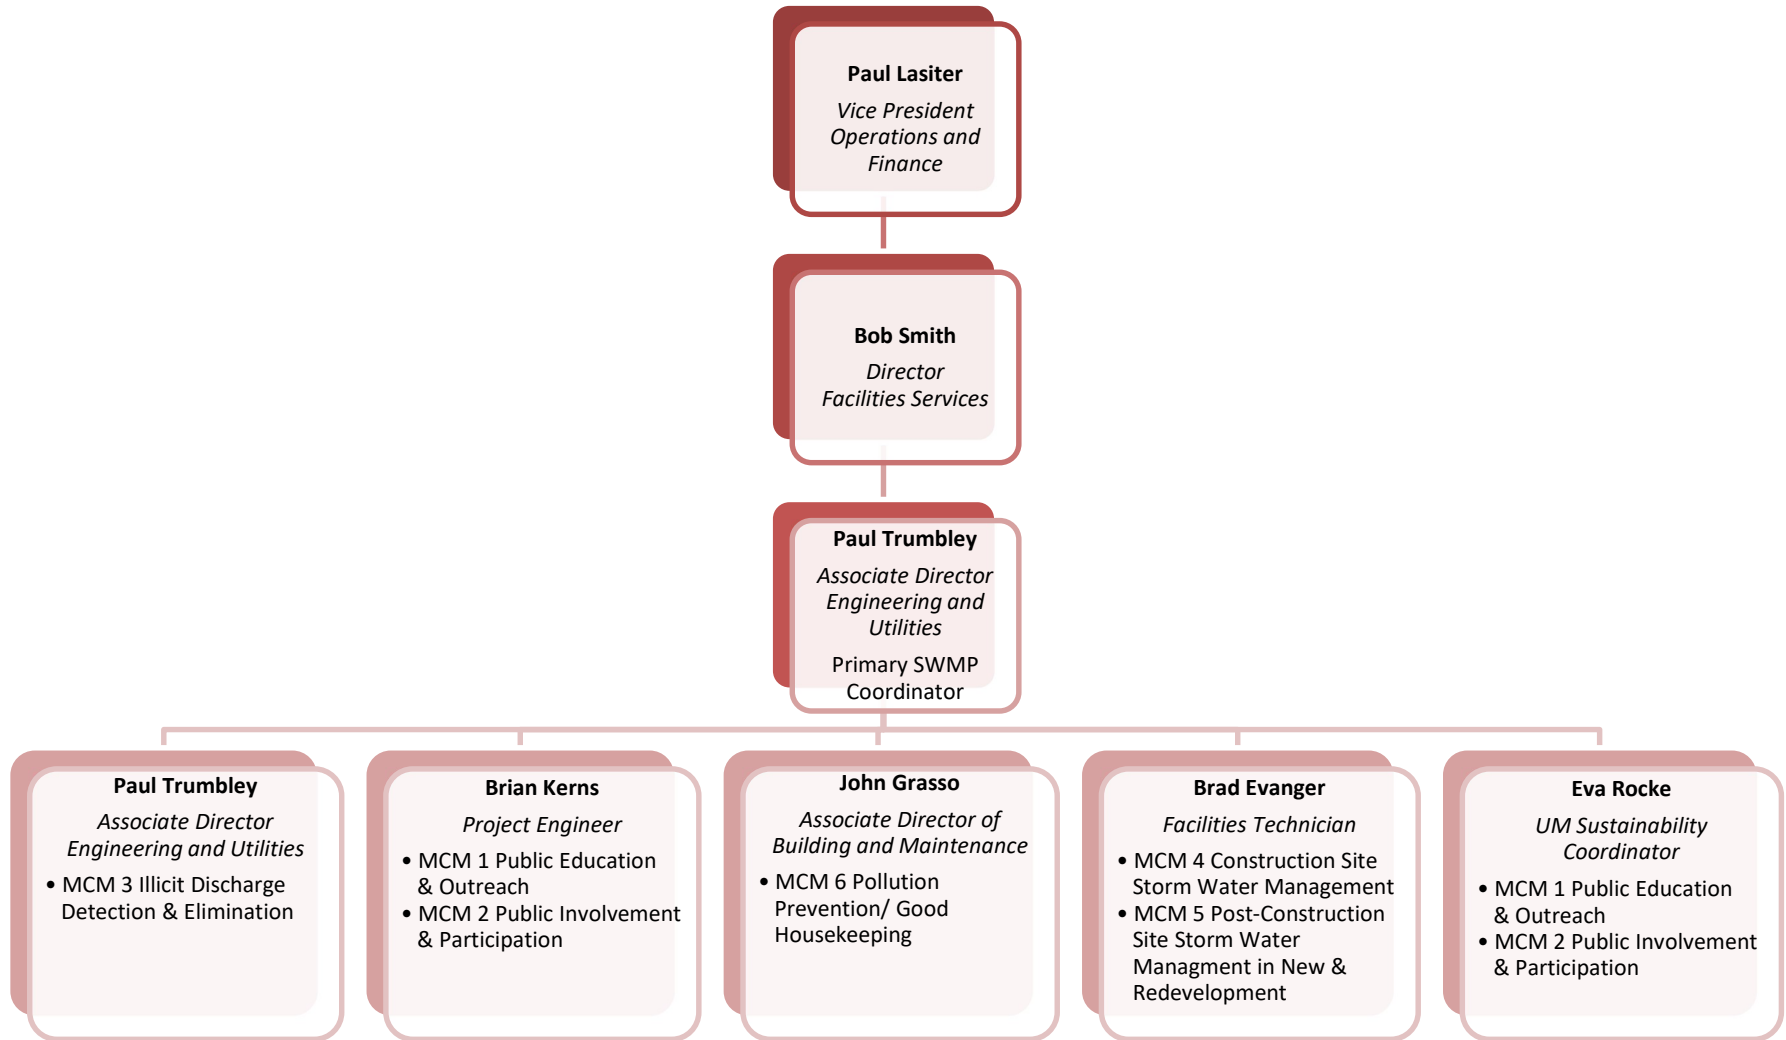 Paul Lasiter
Vice President
Operations and
Finance
Bob Smith
Director
Facilities Services
Paul Trumbley
Associate Director
Engineering and
Utilities
Primary SWMP
Coordinator
Paul Trumbley
Associate Director
Engineering and Utilities
• MCM 3 Illicit Discharge
Detection & Elimination
Brian Kerns
Project Engineer
• MCM 1 Public Education
& Outreach
• MCM 2 Public Involvement
& Participation
John Grasso
Associate Director of
Building and Maintenance
• MCM 6 Pollution
Prevention/ Good
Housekeeping
Brad Evanger
Facilities Technician
• MCM 4 Construction Site
Storm Water Management
• MCM 5 Post-Construction
Site Storm Water
Managment in New &
Redevelopment
Eva Rocke
UM Sustainability
Coordinator
• MCM 1 Public Education
& Outreach
• MCM 2 Public Involvement
& Participation